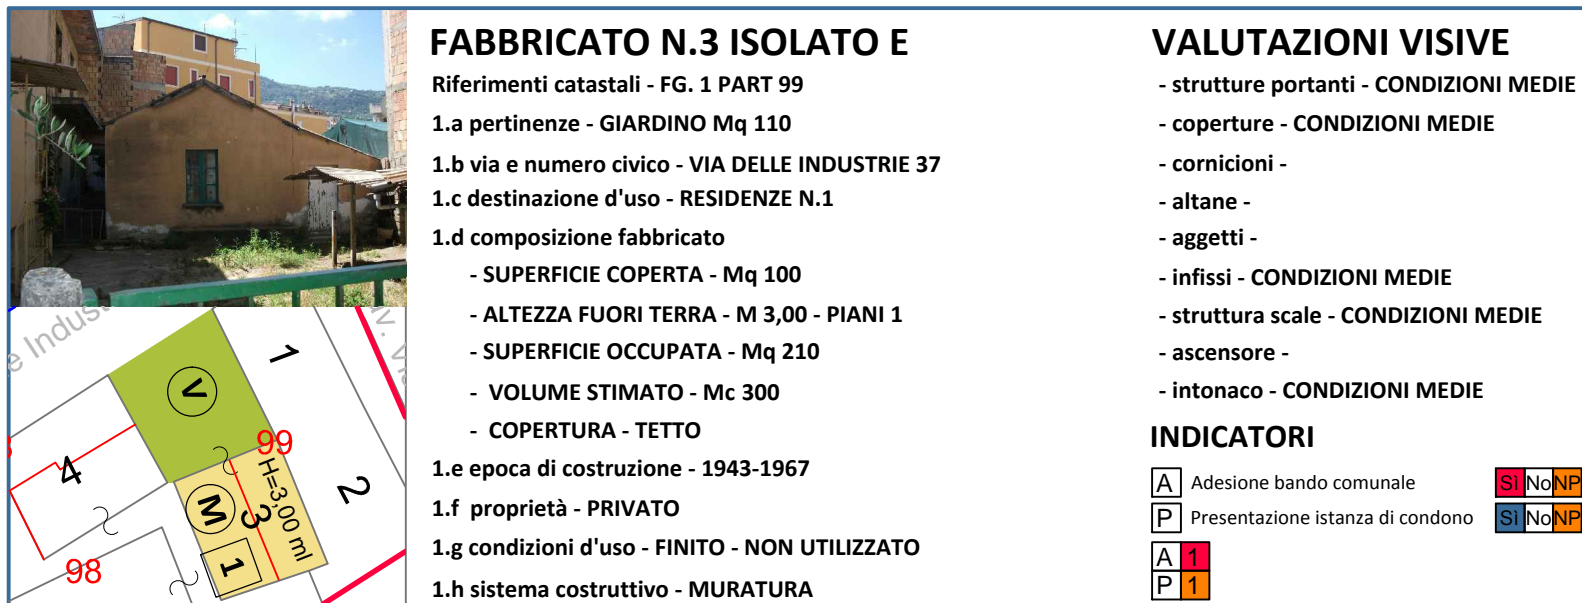 FABBRICATO N.3 ISOLATO E
Riferimenti catastali - FG. 1 PART 99
1.a pertinenze - GIARDINO Mq 110
1.b via e numero civico - VIA DELLE INDUSTRIE 37
1.c destinazione d'uso - RESIDENZE N.1
1.d composizione fabbricato
- SUPERFICIE COPERTA - Mq 100
- ALTEZZA FUORI TERRA - M 3,00 - PIANI 1
- SUPERFICIE OCCUPATA - Mq 210
- VOLUME STIMATO - Mc 300
- COPERTURA - TETTO
1.e epoca di costruzione - 1943-1967
1.f proprietà - PRIVATO
1.g condizioni d'uso - FINITO - NON UTILIZZATO
1.h sistema costruttivo - MURATURA
VALUTAZIONI VISIVE
- strutture portanti - CONDIZIONI MEDIE
- coperture - CONDIZIONI MEDIE
- cornicioni -
- altane -
- aggetti -
- infissi - CONDIZIONI MEDIE
- struttura scale - CONDIZIONI MEDIE
- ascensore -
- intonaco - CONDIZIONI MEDIE
INDICATORI
A Adesione bando comunale Sì No NP
P Presentazione istanza di condono Sì No NP
A 1
P 1
e Indus
V
1
99
4
2
M
3
H=3,00 ml
1
98